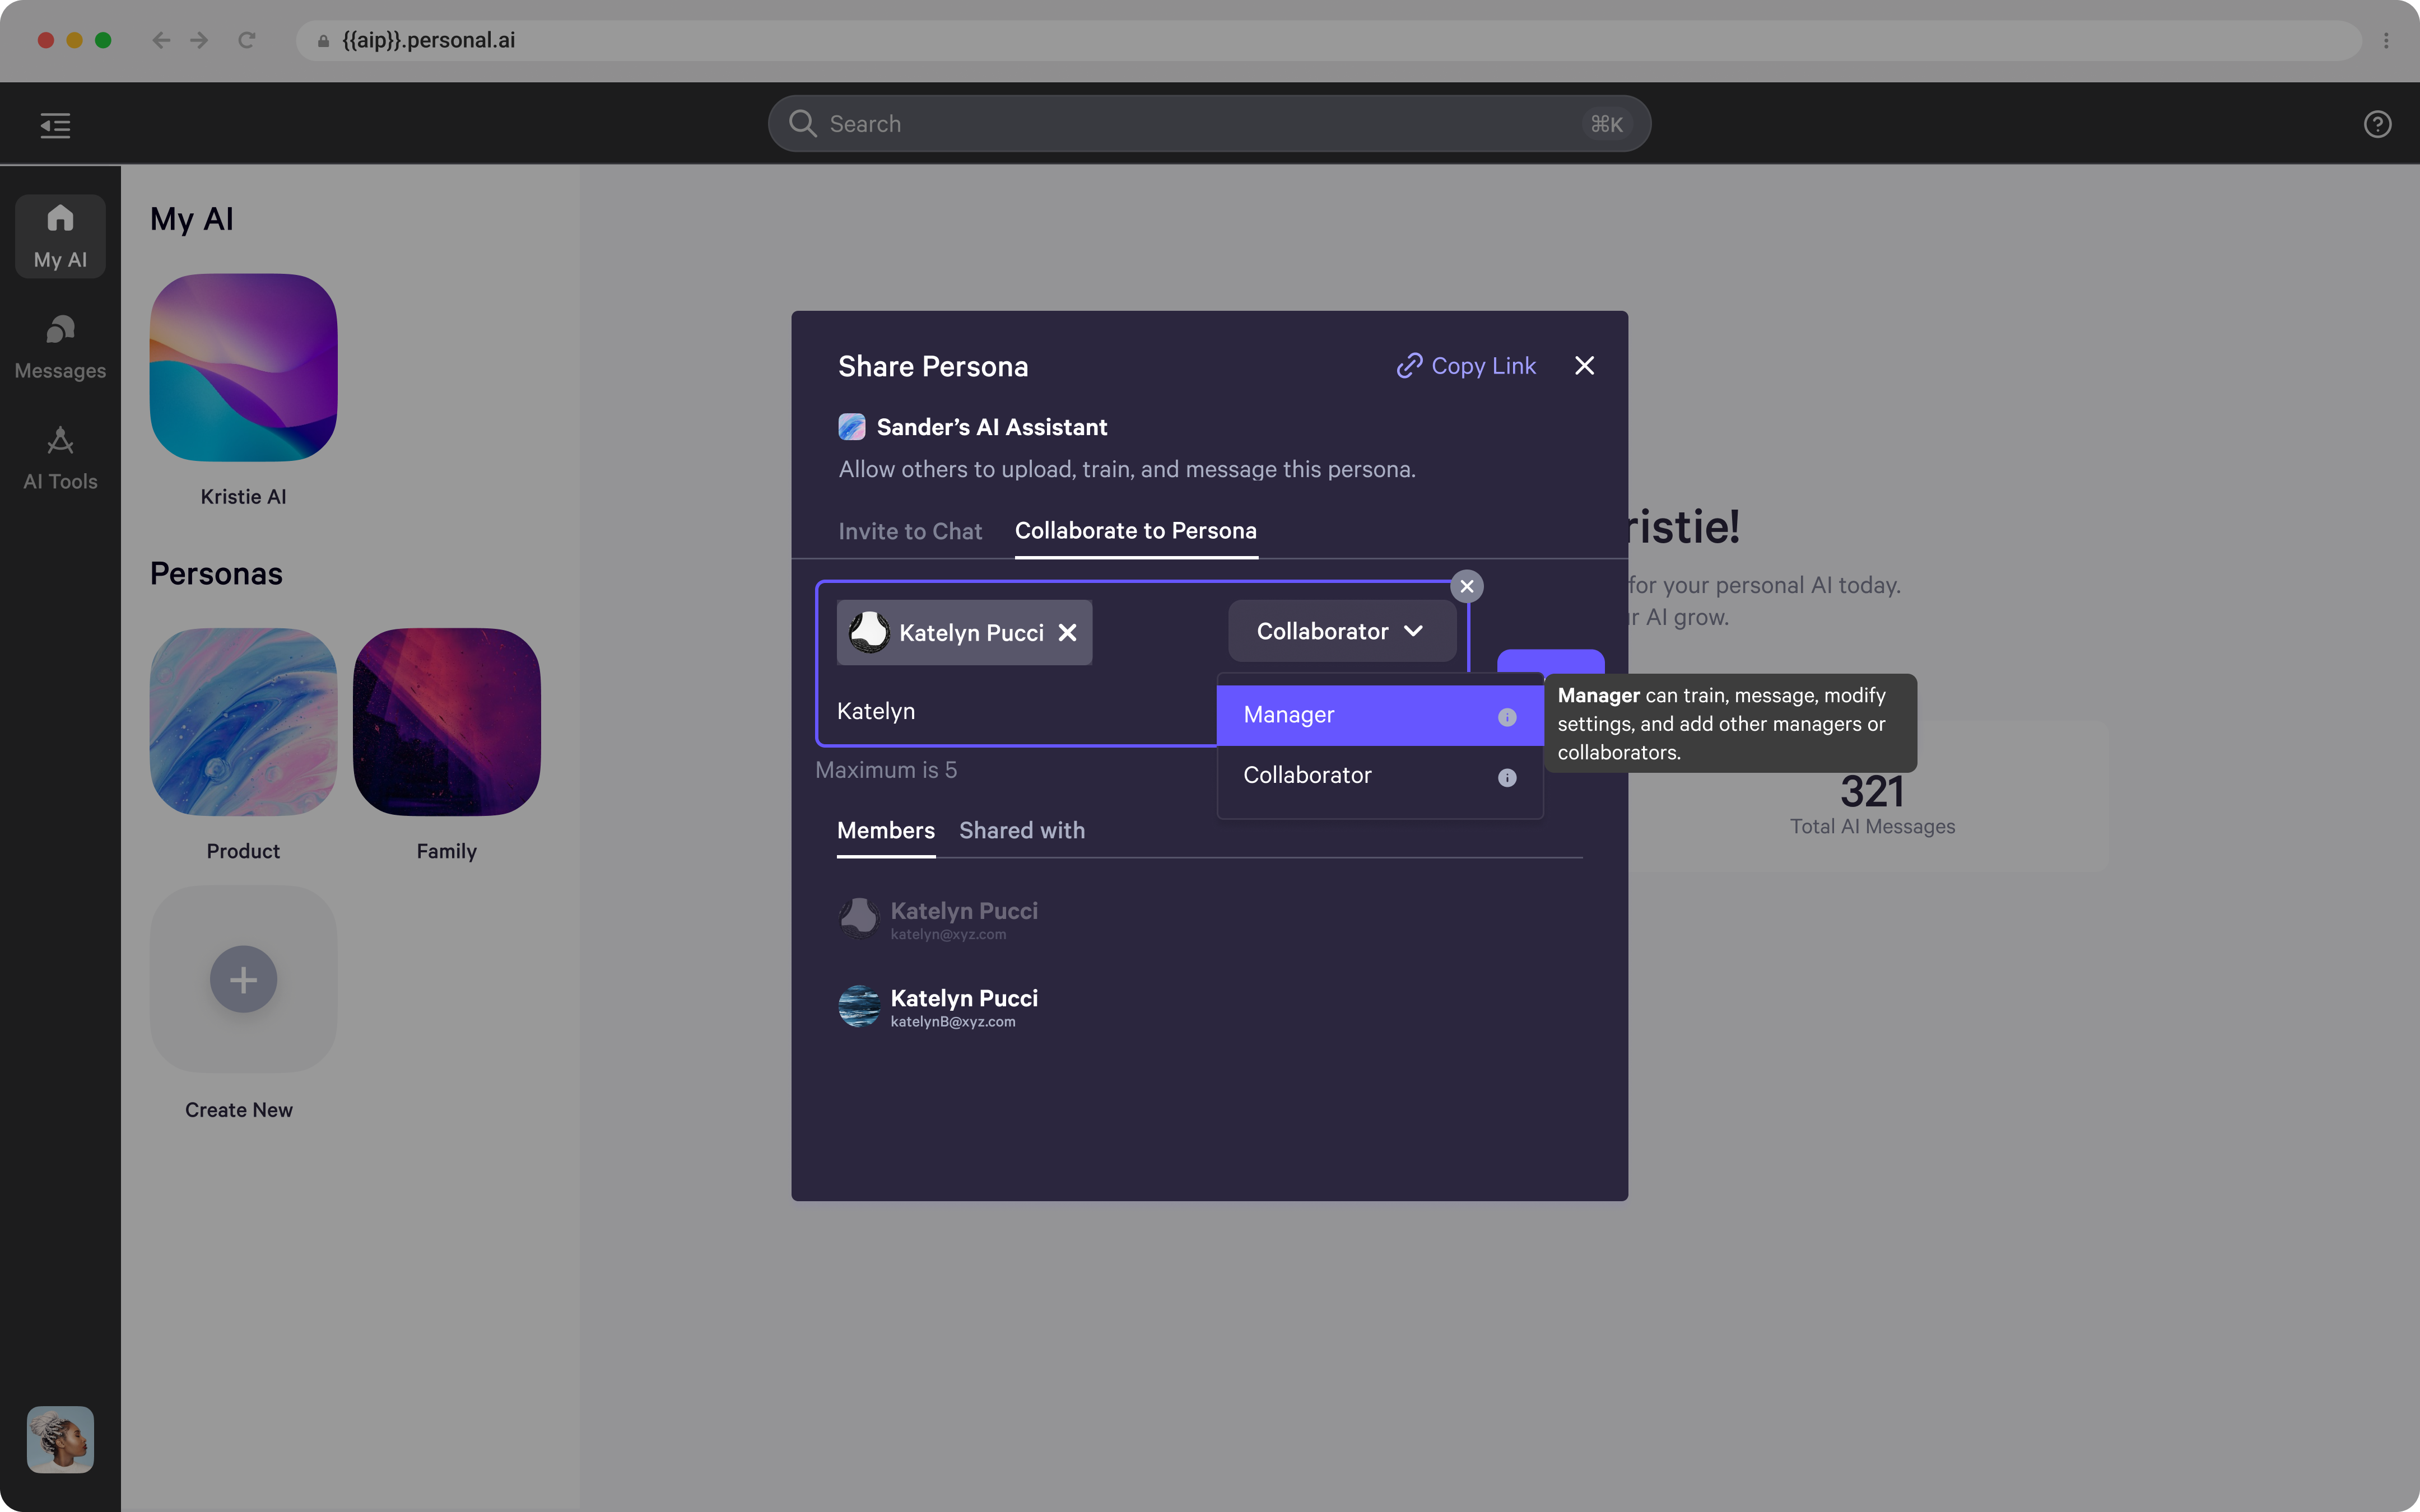 {{aip}}.personal.ai
Search
⌘K
My AI
Messages
AI Tools
My AI
Kristie AI
Personas
Product
Family
Create New
Share Persona
Copy Link
Sander’s AI Assistant
Allow others to upload, train, and message this persona.
Invite to Chat
Collaborate to Persona
Katelyn Pucci
Collaborator
Katelyn
Manager
Collaborator
Manager can train, message, modify
settings, and add other managers or
collaborators.
Maximum is 5
Members
Shared with
Katelyn Pucci
katelyn@xyz.com
Katelyn Pucci
katelynB@xyz.com
ristie!
for your personal AI today.
r AI grow.
321
Total AI Messages